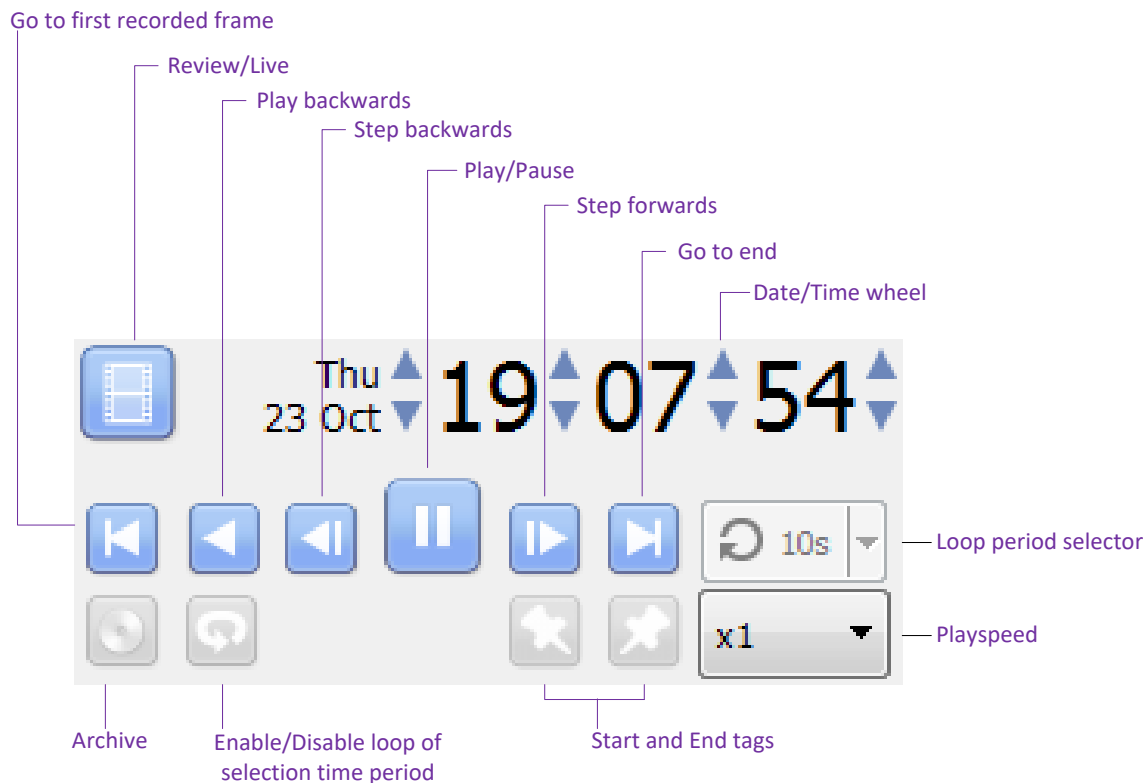 Go to first recorded frame
Review/Live
Play backwards
Step backwards
Play/Pause
Step forwards
Go to end
Date/Time wheel
Thu
23 Oct
19 07 54
10s
Loop period selector
x1
Playspeed
Archive
Enable/Disable loop of
selection time period
Start and End tags